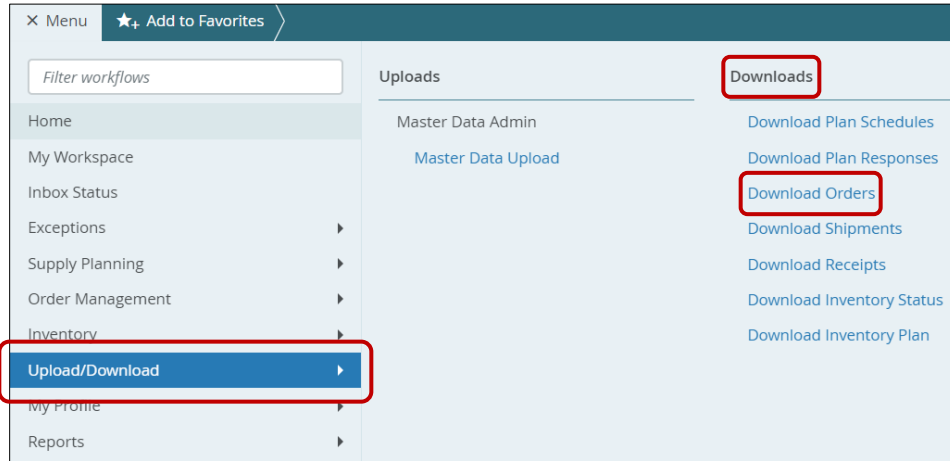 × Menu
Add to Favorites
Filter workflows
Home
My Workspace
Inbox Status
Exceptions
Supply Planning
Order Management
Inventory
Upload/Download
My Profile
Reports
Uploads
Master Data Admin
Master Data Upload
Downloads
Download Plan Schedules
Download Plan Responses
Download Orders
Download Shipments
Download Receipts
Download Inventory Status
Download Inventory Plan